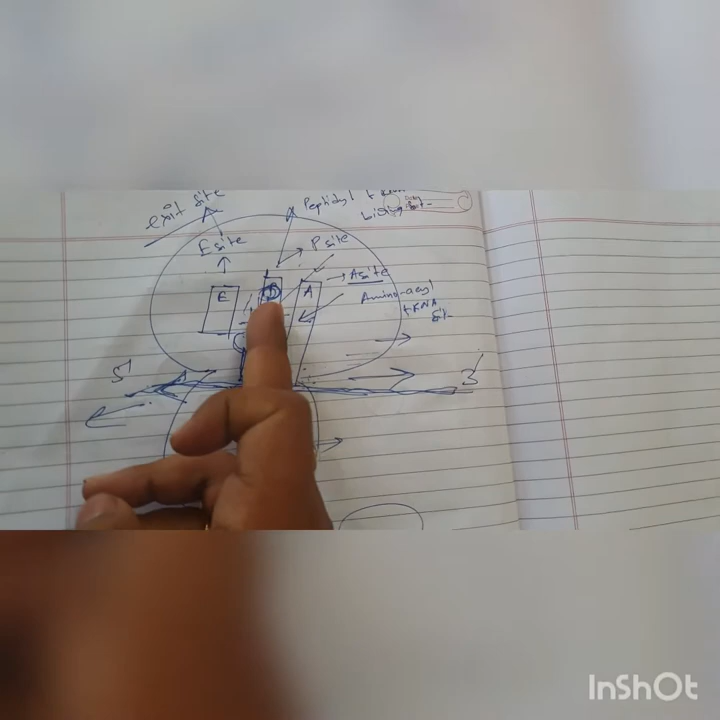 exit site
Peptidyl t
E site
P site
A site
E
A
Amino-acyl
tRNA
5'
3'
InShOt